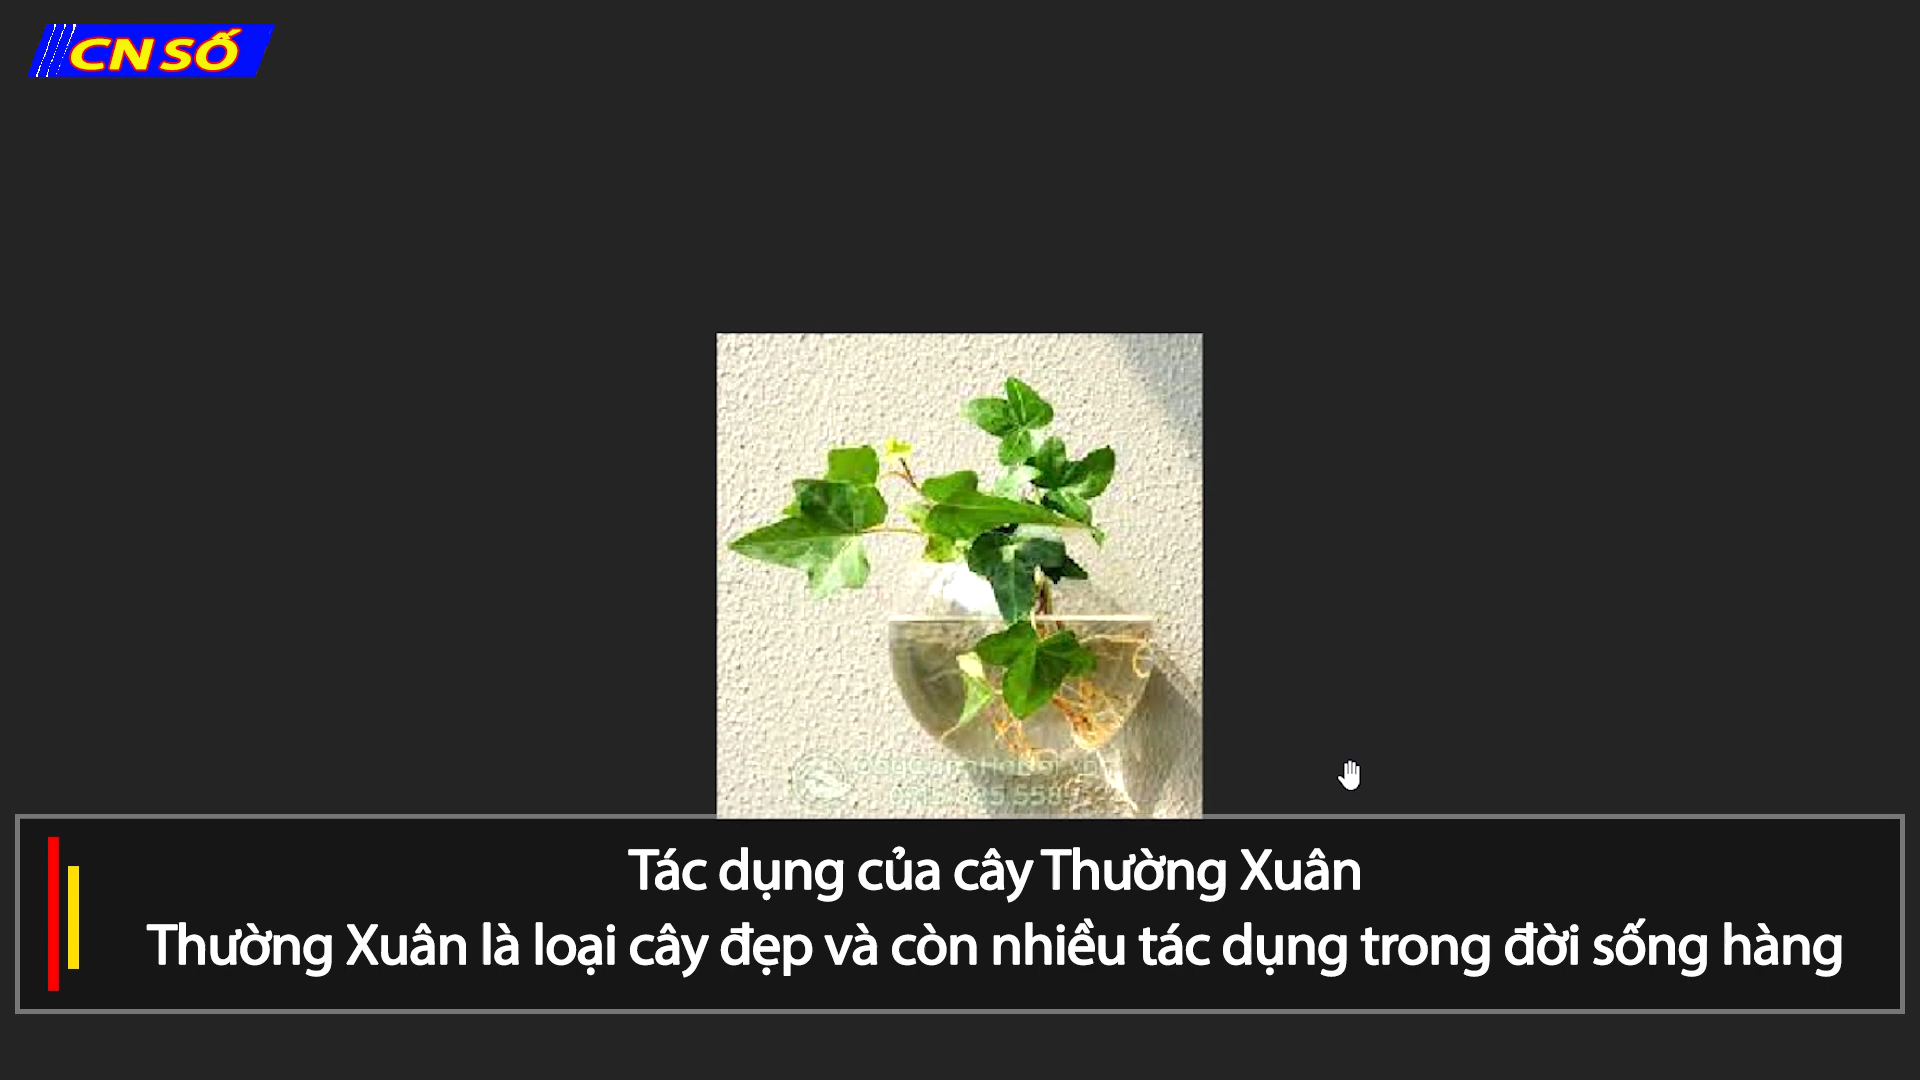 CN SỐ
Tác dụng của cây Thường Xuân
Thường Xuân là loại cây đẹp và còn nhiều tác dụng trong đời sống hàng